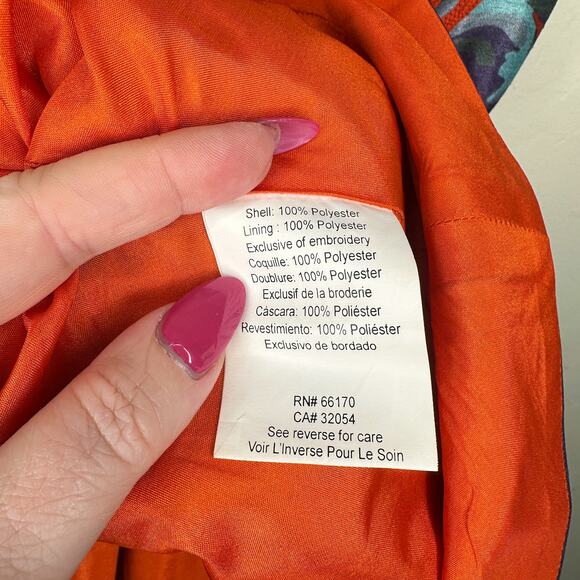 Shell: 100% Polyester
Lining : 100% Polyester
Exclusive of embroidery
Coquille: 100% Polyester
Doublure: 100% Polyester
Exclusif de la broderie
Cáscara: 100% Poliéster
Revestimiento: 100% Poliéster
Exclusivo de bordado
RN# 66170
CA# 32054
See reverse for care
Voir L'Inverse Pour Le Soin